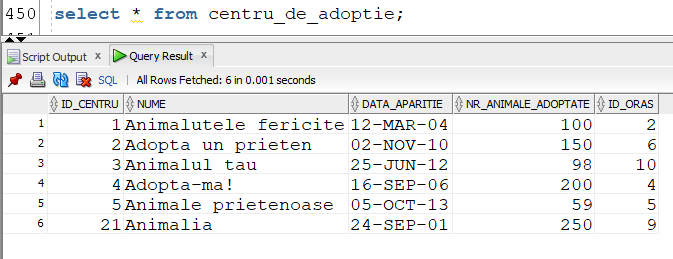 450 select * from centru_de_adoptie;
Script Output x Query Result x
SQL | All Rows Fetched: 6 in 0.001 seconds
ID_CENTRU NUME DATA_APARITIE NR_ANIMALE_ADOPTATE ID_ORAS
1 1 Animalutele fericite 12-MAR-04 100 2
2 2 Adopta un prieten 02-NOV-10 150 6
3 3 Animalul tau 25-JUN-12 98 10
4 4 Adopta-ma! 16-SEP-06 200 4
5 5 Animale prietenoase 05-OCT-13 59 5
6 21 Animalia 24-SEP-01 250 9